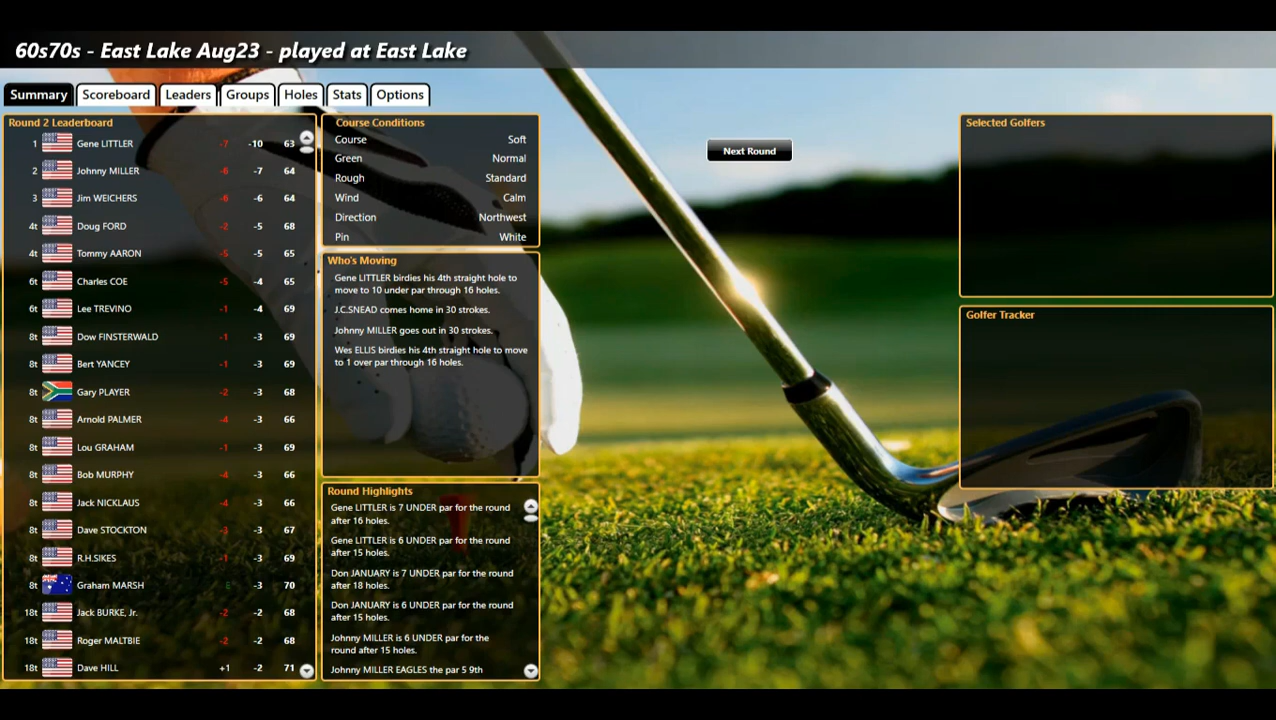 60s70s - East Lake Aug23 - played at East Lake
Summary Scoreboard Leaders Groups Holes Stats Options
Round 2 Leaderboard
1 Gene LITTLER -7 -10 63
2 Johnny MILLER -6 -7 64
3 Jim WEICHERS -6 -6 64
4t Doug FORD -2 -5 68
4t Tommy AARON -5 -5 65
6t Charles COE -5 -4 65
6t Lee TREVINO -1 -4 69
8t Dow FINSTERWALD -1 -3 69
8t Bert YANCEY -1 -3 69
8t Gary PLAYER -2 -3 68
8t Arnold PALMER -4 -3 66
8t Lou GRAHAM -1 -3 69
8t Bob MURPHY -4 -3 66
8t Jack NICKLAUS -4 -3 66
8t Dave STOCKTON -3 -3 67
8t R.H.SIKES -1 -3 69
8t Graham MARSH E -3 70
18t Jack BURKE, Jr. -2 -2 68
18t Roger MALTBIE -2 -2 68
18t Dave HILL +1 -2 71
Course Conditions
Course Soft
Green Normal
Rough Standard
Wind Calm
Direction Northwest
Pin White
Who's Moving
Gene LITTLER birdies his 4th straight hole to
move to 10 under par through 16 holes.
J.C.SNEAD comes home in 30 strokes.
Johnny MILLER goes out in 30 strokes.
Wes ELLIS birdies his 4th straight hole to move
to 1 over par through 16 holes.
Round Highlights
Gene LITTLER is 7 UNDER par for the round
after 16 holes.
Gene LITTLER is 6 UNDER par for the round
after 15 holes.
Don JANUARY is 7 UNDER par for the round
after 18 holes.
Don JANUARY is 6 UNDER par for the round
after 15 holes.
Johnny MILLER is 6 UNDER par for the
round after 15 holes.
Johnny MILLER EAGLES the par 5 9th
Next Round
Selected Golfers
Golfer Tracker